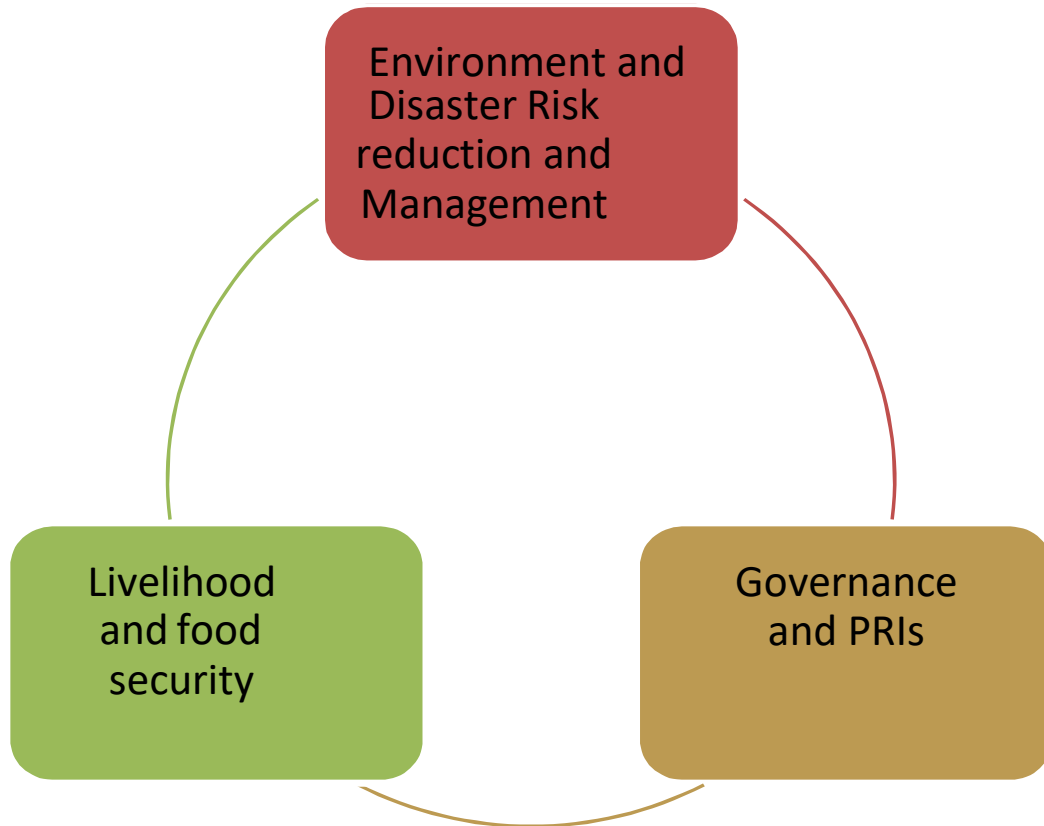 Environment and
Disaster Risk
reduction and
Management
Livelihood
and food
security
Governance
and PRIs